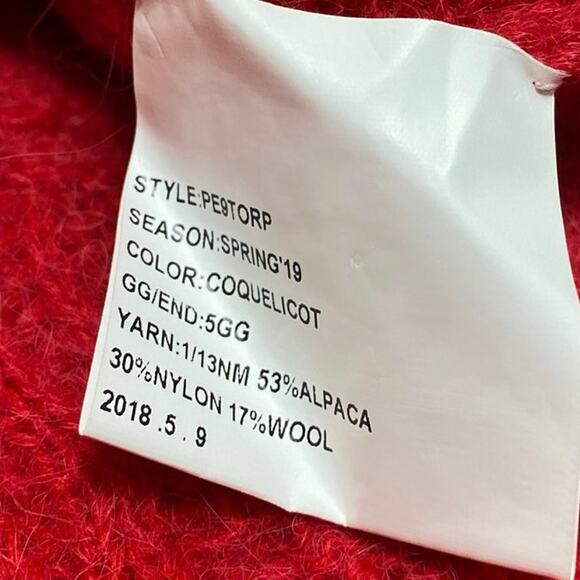 STYLE:PE9TORP
SEASON:SPRING'19
COLOR:COQUELICOT
GG/END:5GG
YARN:1/13NM 53%ALPACA
30%NYLON 17%WOOL
2018.5.9